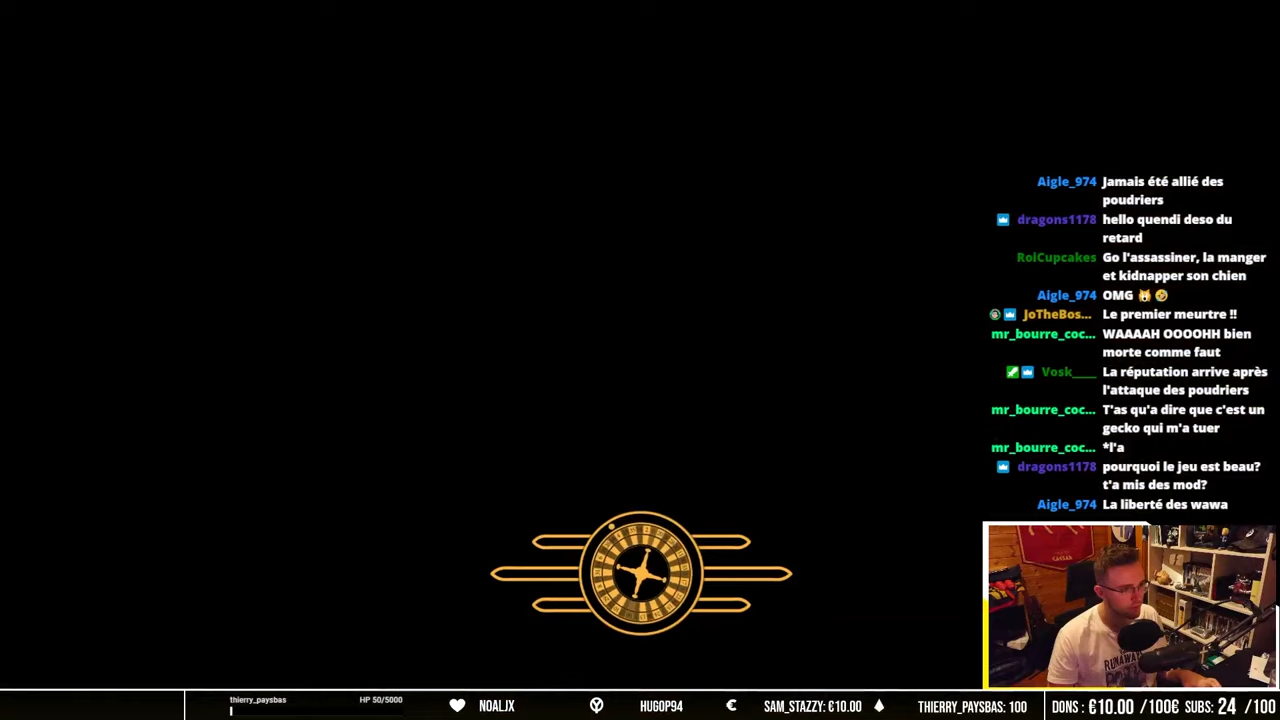 Aigle_974 Jamais été allié des
poudriers
dragons1178 hello quendi deso du
retard
RoiCupcakes Go l'assassiner, la manger
et kidnapper son chien
Aigle_974 OMG 🙀 🤣
JoTheBos... Le premier meurtre !!
mr_bourre_coc... WAAAAH OOOOHH bien
morte comme faut
Vosk____ La réputation arrive après
l'attaque des poudriers
mr_bourre_coc... T'as qu'a dire que c'est un
gecko qui m'a tuer
mr_bourre_coc... *l'a
dragons1178 pourquoi le jeu est beau?
t'a mis des mod?
Aigle_974 La liberté des wawa
RUNAWAY
thierry_paysbas HP 50/5000
NOALJX HUGOP94 € SAM_STAZZY: €10.00 THIERRY_PAYSBAS: 100 DONS : €10.00 /100€ SUBS: 24 /100